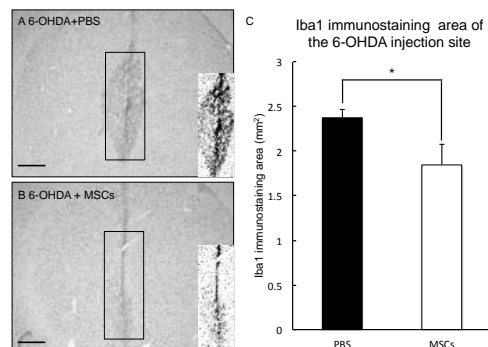 A 6-OHDA+PBS
B 6-OHDA + MSCs
C
Iba1 immunostaining area of
the 6-OHDA injection site
Iba1 immunostaining area (mm²)
3
2.5
2
1.5
1
0.5
0
*
PBS
MSCs